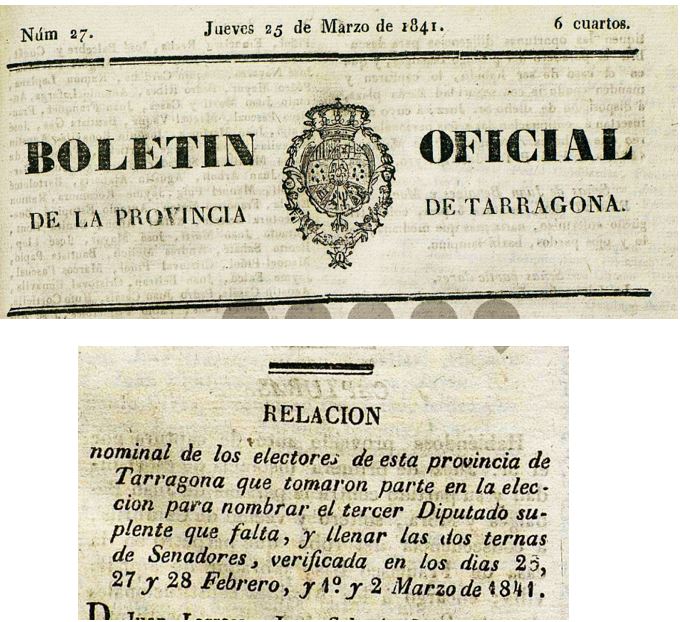 Núm 27.
Jueves 25 de Marzo de 1841.
6 cuartos.
BOLETIN OFICIAL
DE LA PROVINCIA DE TARRAGONA.
RELACION
nominal de los electores de esta provincia de
Tarragona que tomaron parte en la elec-
cion para nombrar el tercer Diputado su-
plente que falta, y llenar las dos ternas
de Senadores, verificada en los dias 26,
27 y 28 Febrero, y 1º y 2 Marzo de 1841.
D. Juan